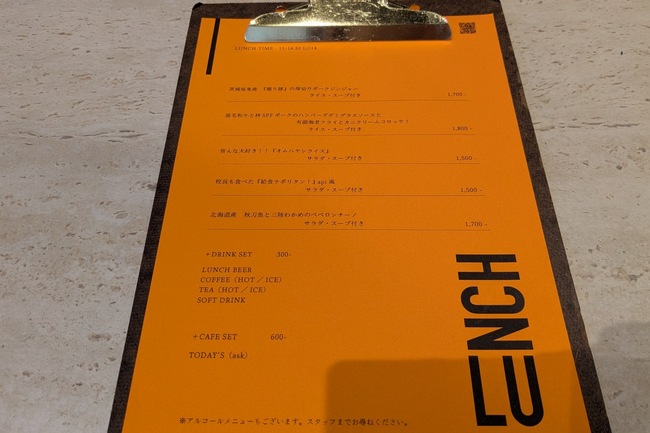 LUNCH TIME
茨城県産 の厚切りポークジンジャー
ライス・スープ付き 1,700-
黒毛和牛と林SPFポークのハンバーグデミグラスソースと
有頭海老フライとカニクリームコロッケ！
ライス・スープ付き 1,800-
皆んな大好き！！『オムハヤシライス』
サラダ・スープ付き 1,500-
校長も食べた『給食ナポリタン！』api風
サラダ・スープ付き 1,500-
北海道産 秋刀魚と三陸わかめのペペロンチーノ
サラダ・スープ付き 1,700-
+DRINK SET 300-
LUNCH BEER
COFFEE（HOT／ICE）
TEA（HOT／ICE）
SOFT DRINK
+CAFE SET 600-
TODAY'S（ask）
※アルコールメニューもございます。スタッフまでお尋ねください。
LUNCH